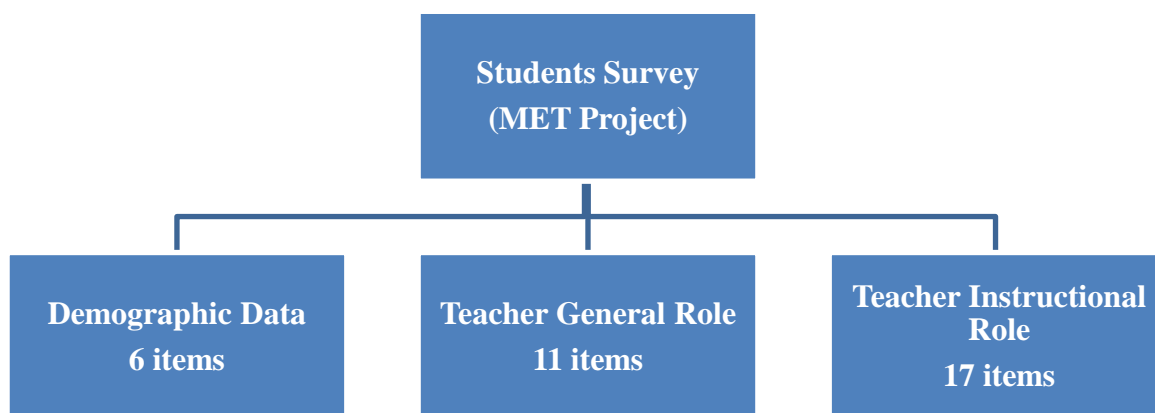 Students Survey
(MET Project)
Demographic Data
6 items
Teacher General Role
11 items
Teacher Instructional
Role
17 items